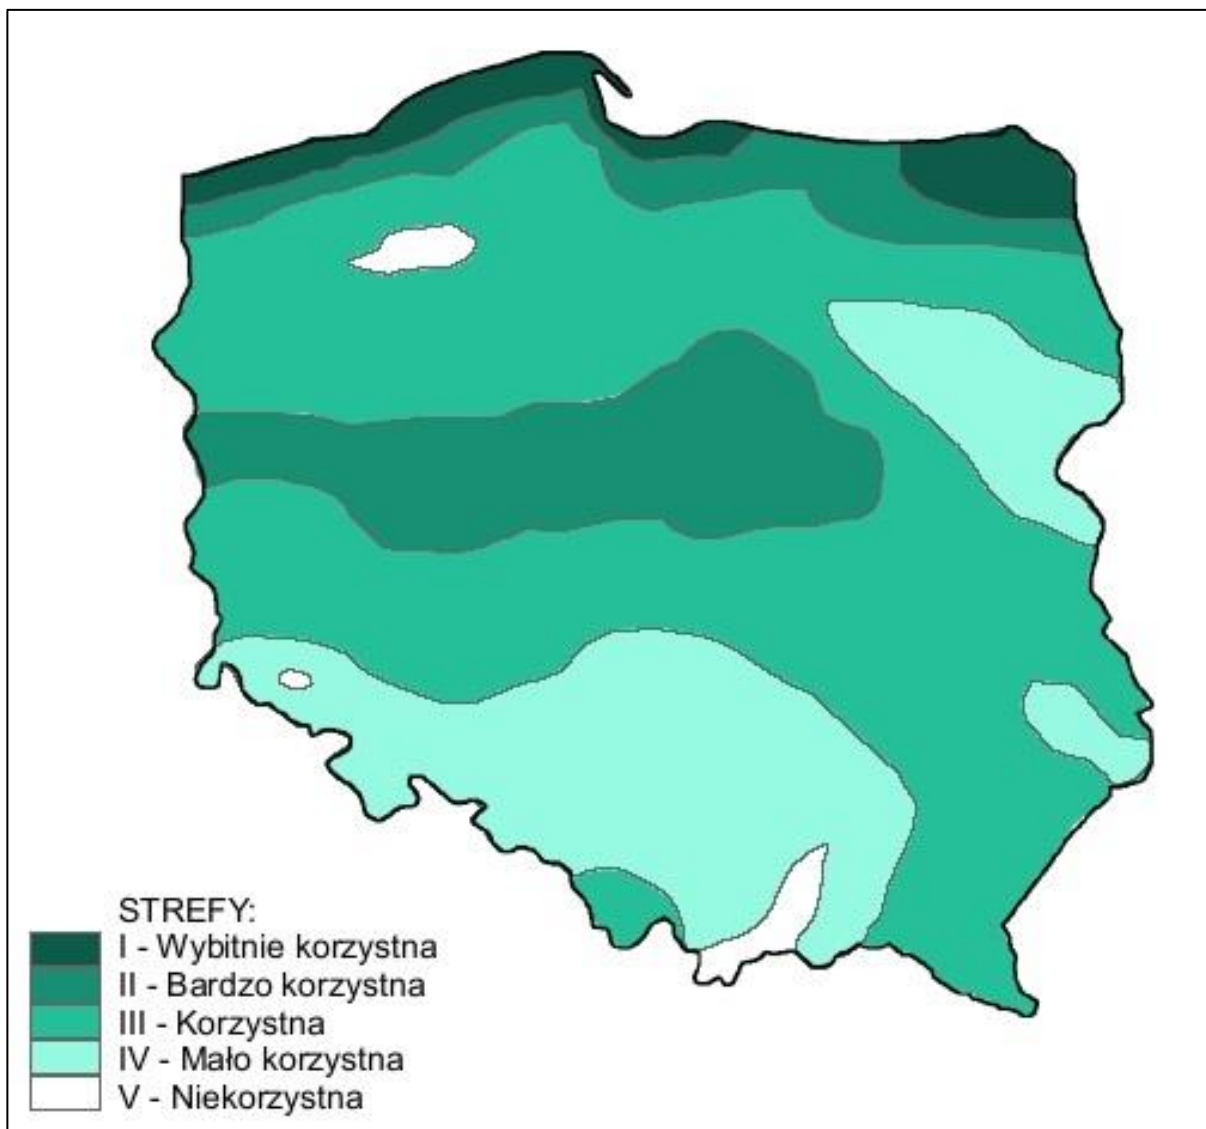 STREFY:
I - Wybitnie korzystna
II - Bardzo korzystna
III - Korzystna
IV - Mało korzystna
V - Niekorzystna